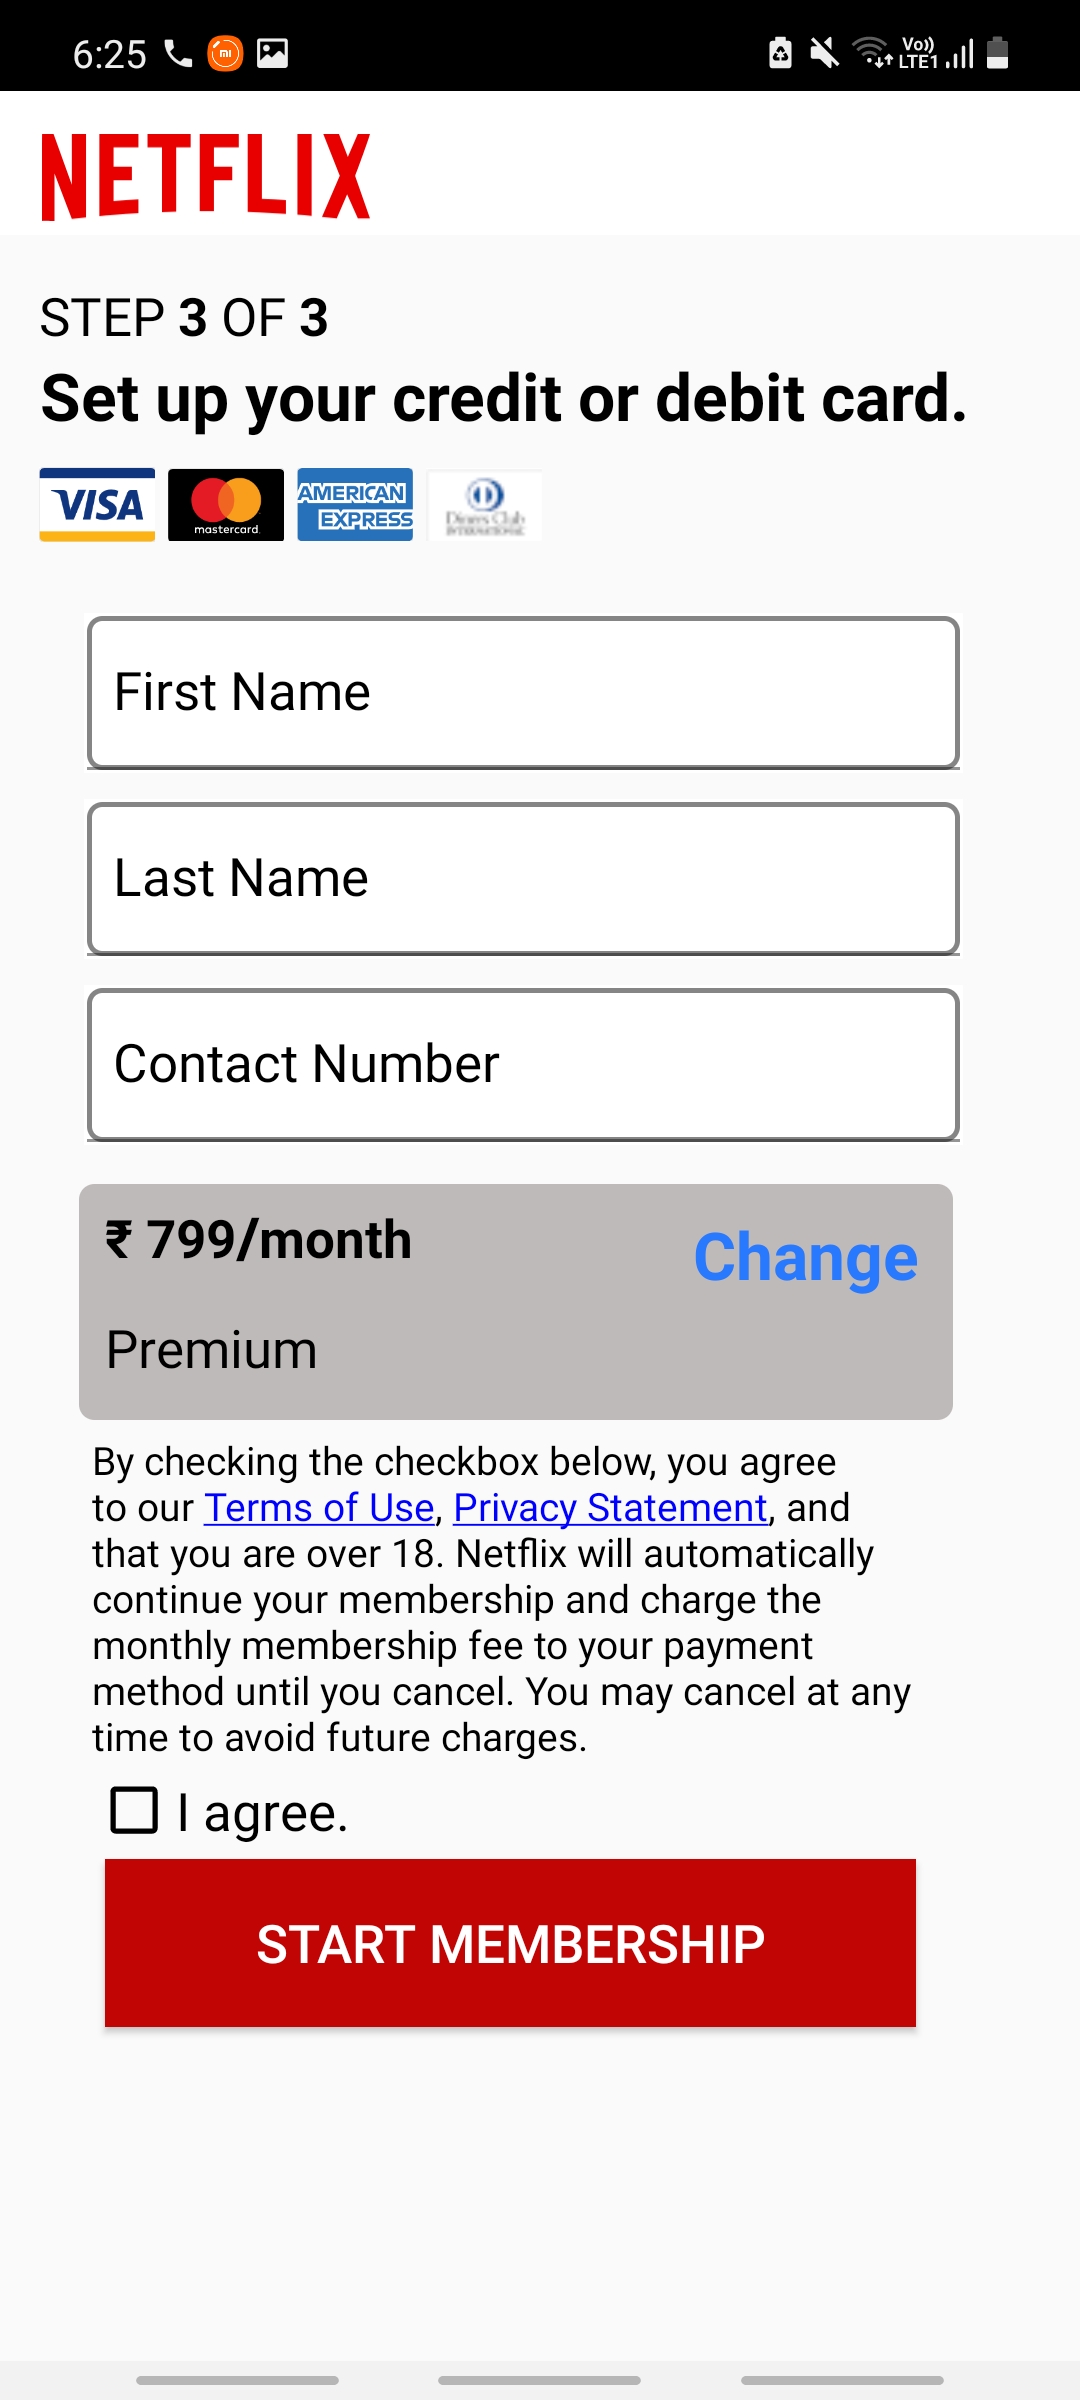 6:25 Vo)) LTE1
NETFLIX
STEP 3 OF 3
Set up your credit or debit card.
VISA mastercard. AMERICAN EXPRESS Diners Club INTERNATIONAL
First Name
Last Name
Contact Number
₹ 799/month
Change
Premium
By checking the checkbox below, you agree
to our Terms of Use, Privacy Statement, and
that you are over 18. Netflix will automatically
continue your membership and charge the
monthly membership fee to your payment
method until you cancel. You may cancel at any
time to avoid future charges.
I agree.
START MEMBERSHIP